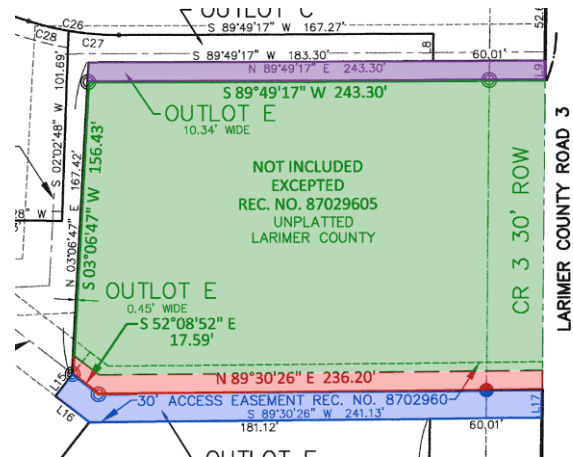 OUTLOT C
C26
S 89°49'17" W 167.27'
52.
C28
C27
S 89°49'17" W 183.30'
8
60.01'
N 89°49'17" E 243.30'
L9
S 89°49'17" W 243.30'
OUTLOT E
10.34' WIDE
101.69'
S 02°02'48" W
N 03°06'47" E 167.42'
S 03°06'47" W 156.43'
NOT INCLUDED
EXCEPTED
REC. NO. 87029605
UNPLATTED
LARIMER COUNTY
CR 3 30' ROW
LARIMER COUNTY ROAD 3
28" W
OUTLOT E
0.45' WIDE
S 52°08'52" E
17.59'
L15
N 89°30'26" E 236.20'
30' ACCESS EASEMENT REC. NO. 8702960
L17
L16
S 89°30'26" W 241.13'
181.12'
60.01'
OUTLOT F